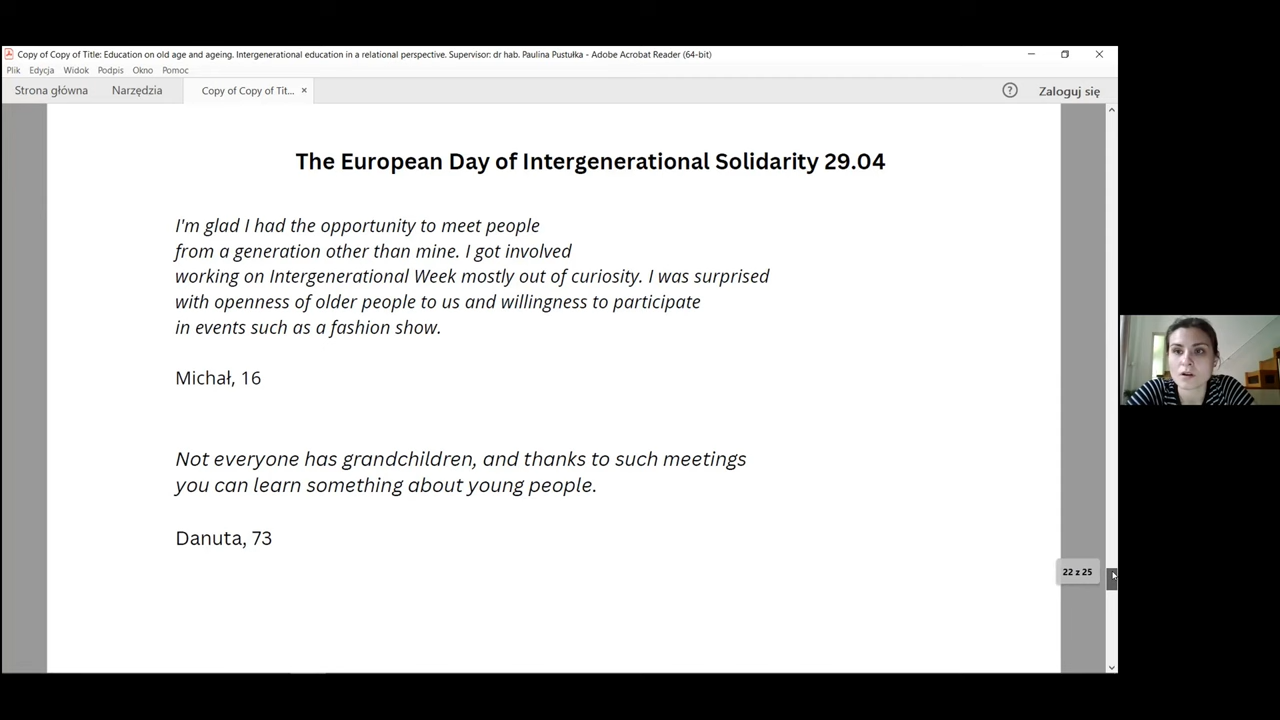 Copy of Copy of Title: Education on old age and ageing. Intergenerational education in a relational perspective. Supervisor: dr hab. Paulina Pustułka - Adobe Acrobat Reader (64-bit)
Plik Edycja Widok Podpis Okno Pomoc
Strona główna Narzędzia Copy of Copy of Tit... × ? Zaloguj się
The European Day of Intergenerational Solidarity 29.04
I'm glad I had the opportunity to meet people
from a generation other than mine. I got involved
working on Intergenerational Week mostly out of curiosity. I was surprised
with openness of older people to us and willingness to participate
in events such as a fashion show.
Michał, 16
Not everyone has grandchildren, and thanks to such meetings
you can learn something about young people.
Danuta, 73
22 z 25